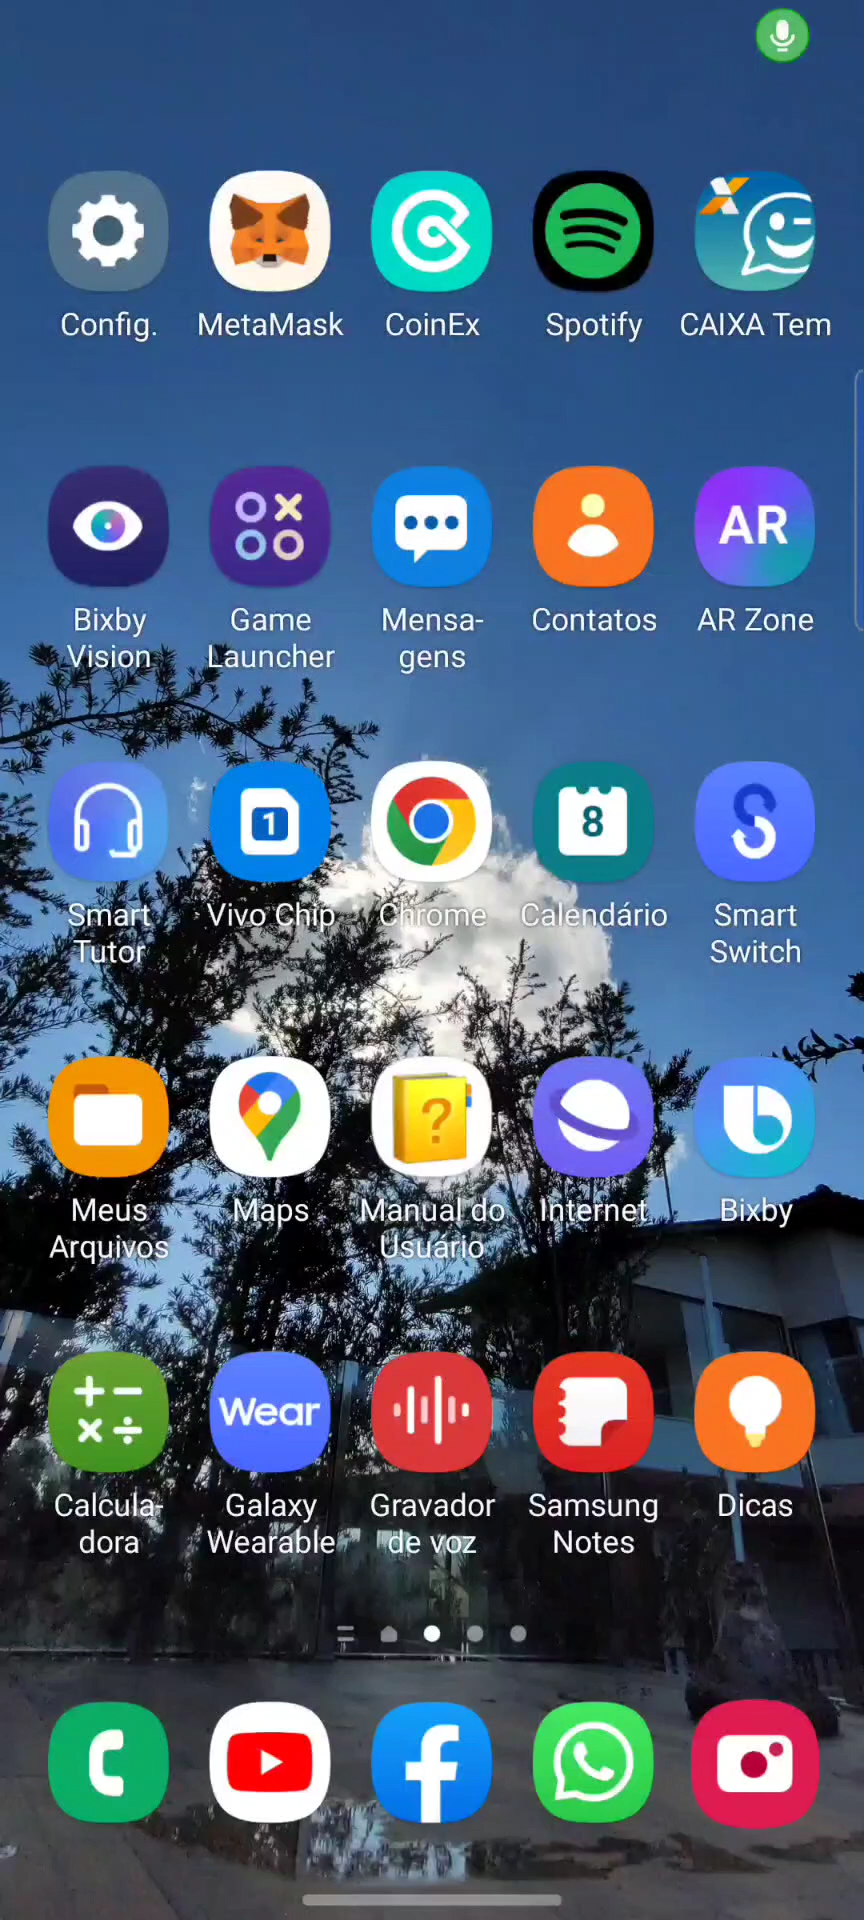 Config.
MetaMask
CoinEx
Spotify
CAIXA Tem
Bixby
Vision
Game
Launcher
Mensa-
gens
Contatos
AR
AR Zone
Smart
Tutor
1
Vivo Chip
Chrome
8
Calendário
Smart
Switch
Meus
Arquivos
Maps
?
Manual do
Usuário
Internet
Bixby
Calcula-
dora
Wear
Galaxy
Wearable
Gravador
de voz
Samsung
Notes
Dicas